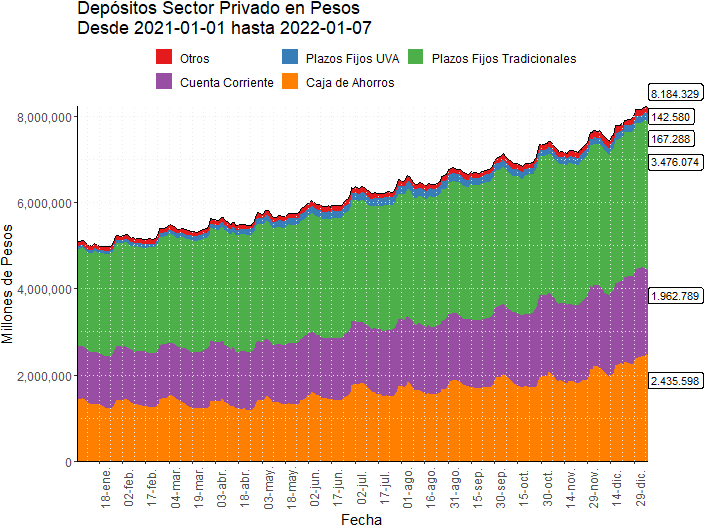 Depósitos Sector Privado en Pesos
Desde 2021-01-01 hasta 2022-01-07
Otros
Plazos Fijos UVA
Plazos Fijos Tradicionales
Cuenta Corriente
Caja de Ahorros
Millones de Pesos
8,000,000
6,000,000
4,000,000
2,000,000
0
8.184.329
142.580
167.288
3.476.074
1.962.789
2.435.598
18-ene.
02-feb.
17-feb.
04-mar.
19-mar.
03-abr.
18-abr.
03-may.
18-may.
02-jun.
17-jun.
02-jul.
17-jul.
01-ago.
16-ago.
31-ago.
15-sep.
30-sep.
15-oct.
30-oct.
14-nov.
29-nov.
14-dic.
29-dic.
Fecha